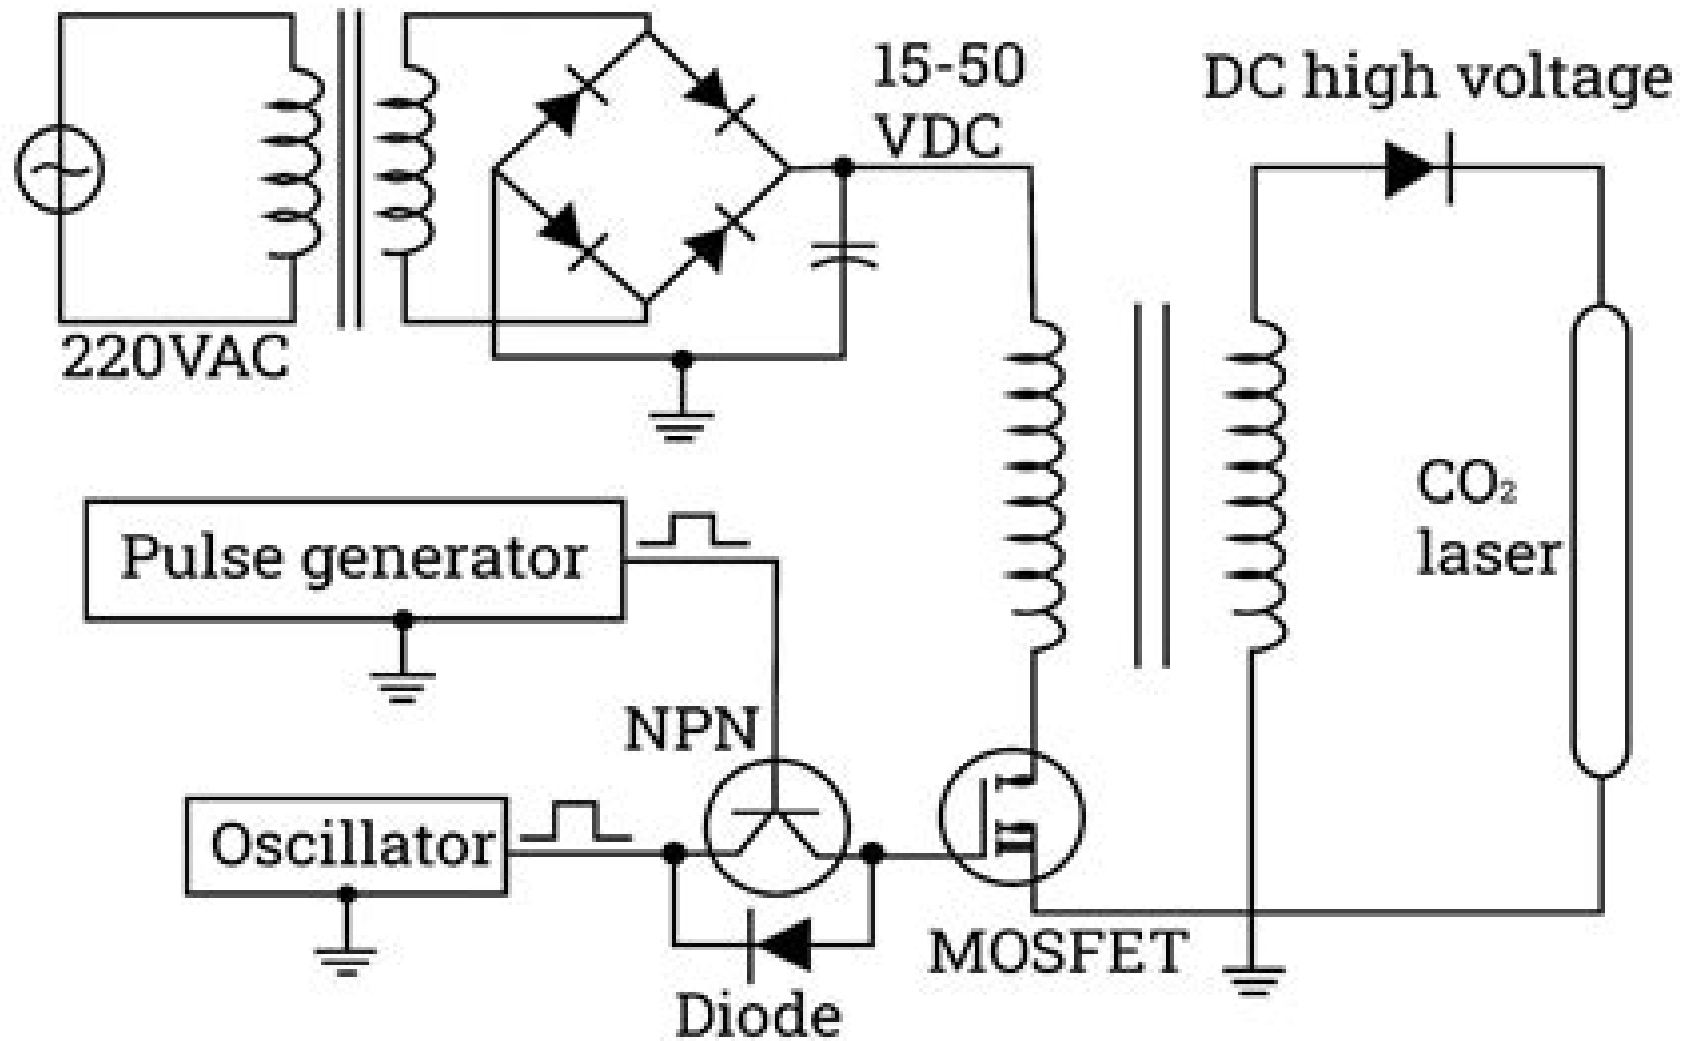 15-50
VDC
DC high voltage
220VAC
Pulse generator
CO₂
laser
NPN
Oscillator
MOSFET
Diode